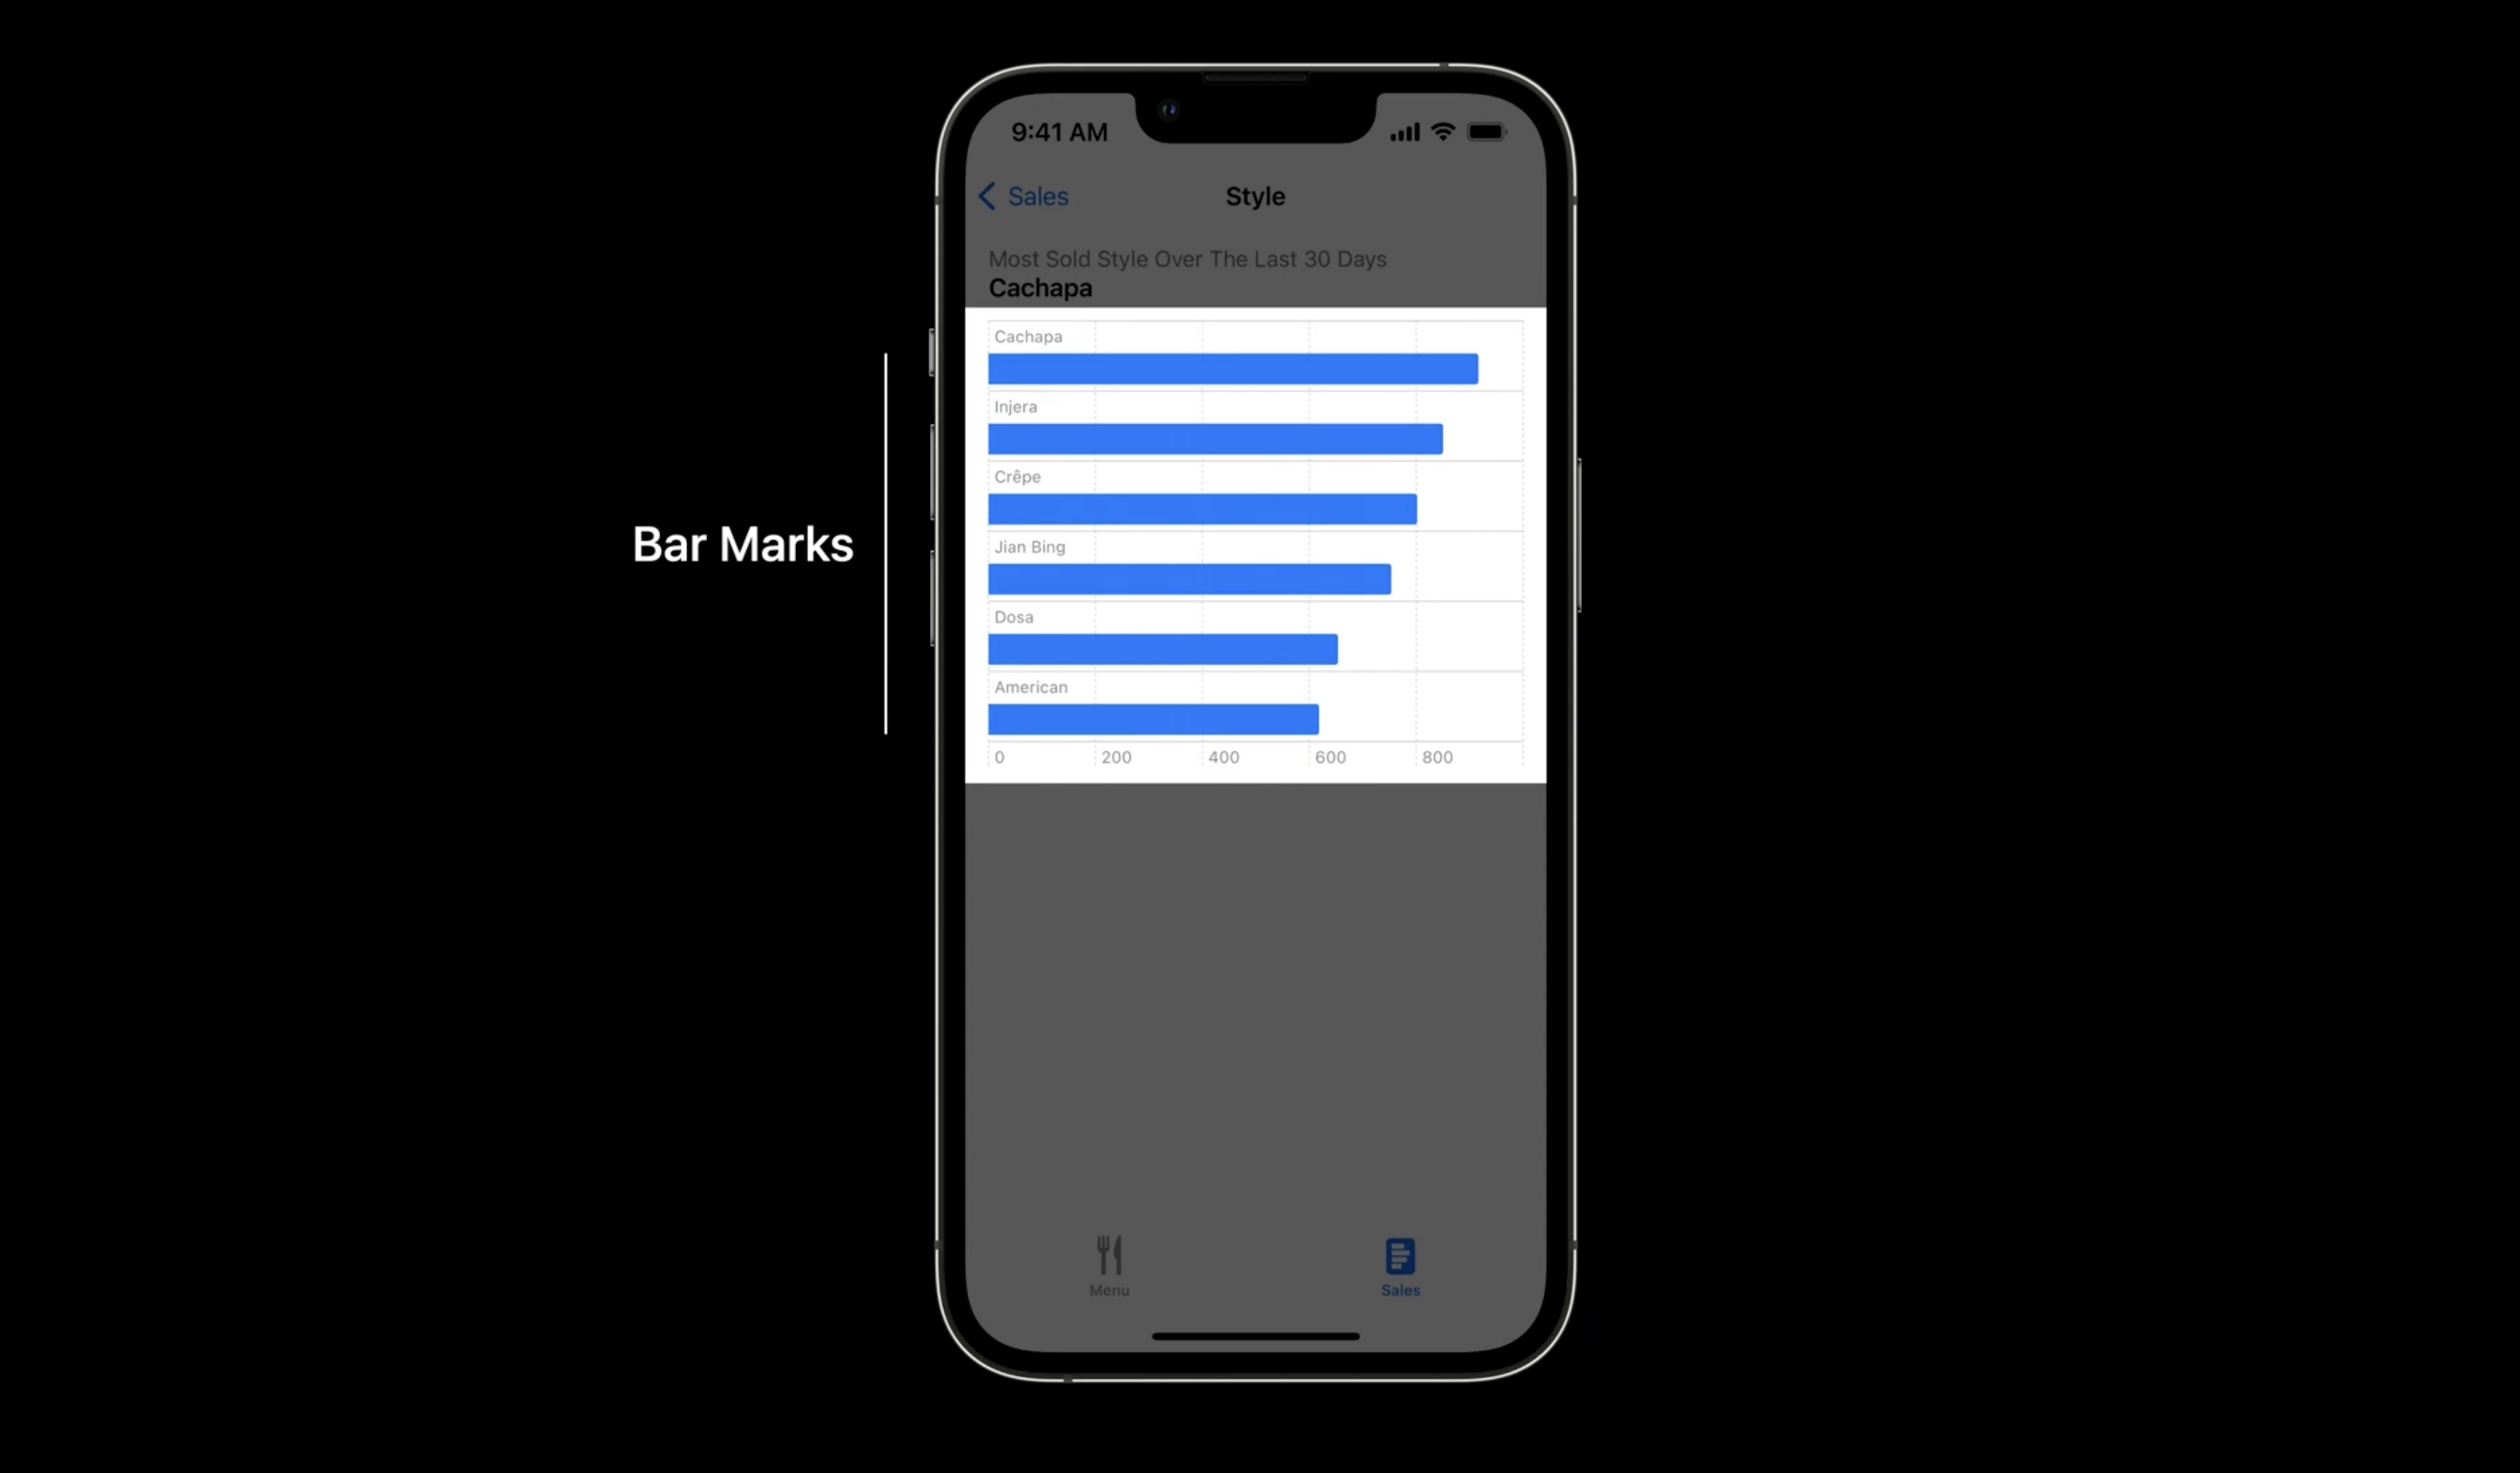 9:41 AM
Sales
Style
Most Sold Style Over The Last 30 Days
Cachapa
Cachapa
Injera
Crêpe
Bar Marks
Jian Bing
Dosa
American
0 200 400 600 800
Menu Sales